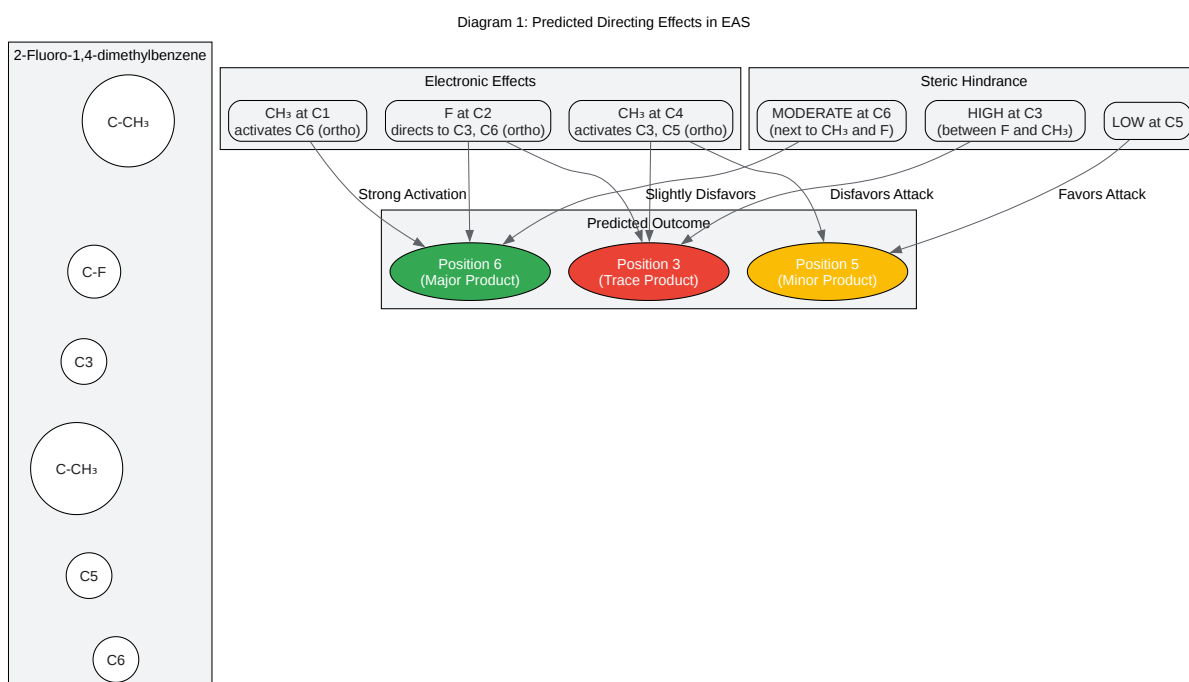 Diagram 1: Predicted Directing Effects in EAS
2-Fluoro-1,4-dimethylbenzene
C-CH₃
C-F
C3
C-CH₃
C5
C6
Electronic Effects
CH₃ at C1
activates C6 (ortho)
F at C2
directs to C3, C6 (ortho)
CH₃ at C4
activates C3, C5 (ortho)
Steric Hindrance
MODERATE at C6
(next to CH₃ and F)
HIGH at C3
(between F and CH₃)
LOW at C5
Strong Activation
Slightly Disfavors
Disfavors Attack
Favors Attack
Predicted Outcome
Position 6
(Major Product)
Position 3
(Trace Product)
Position 5
(Minor Product)